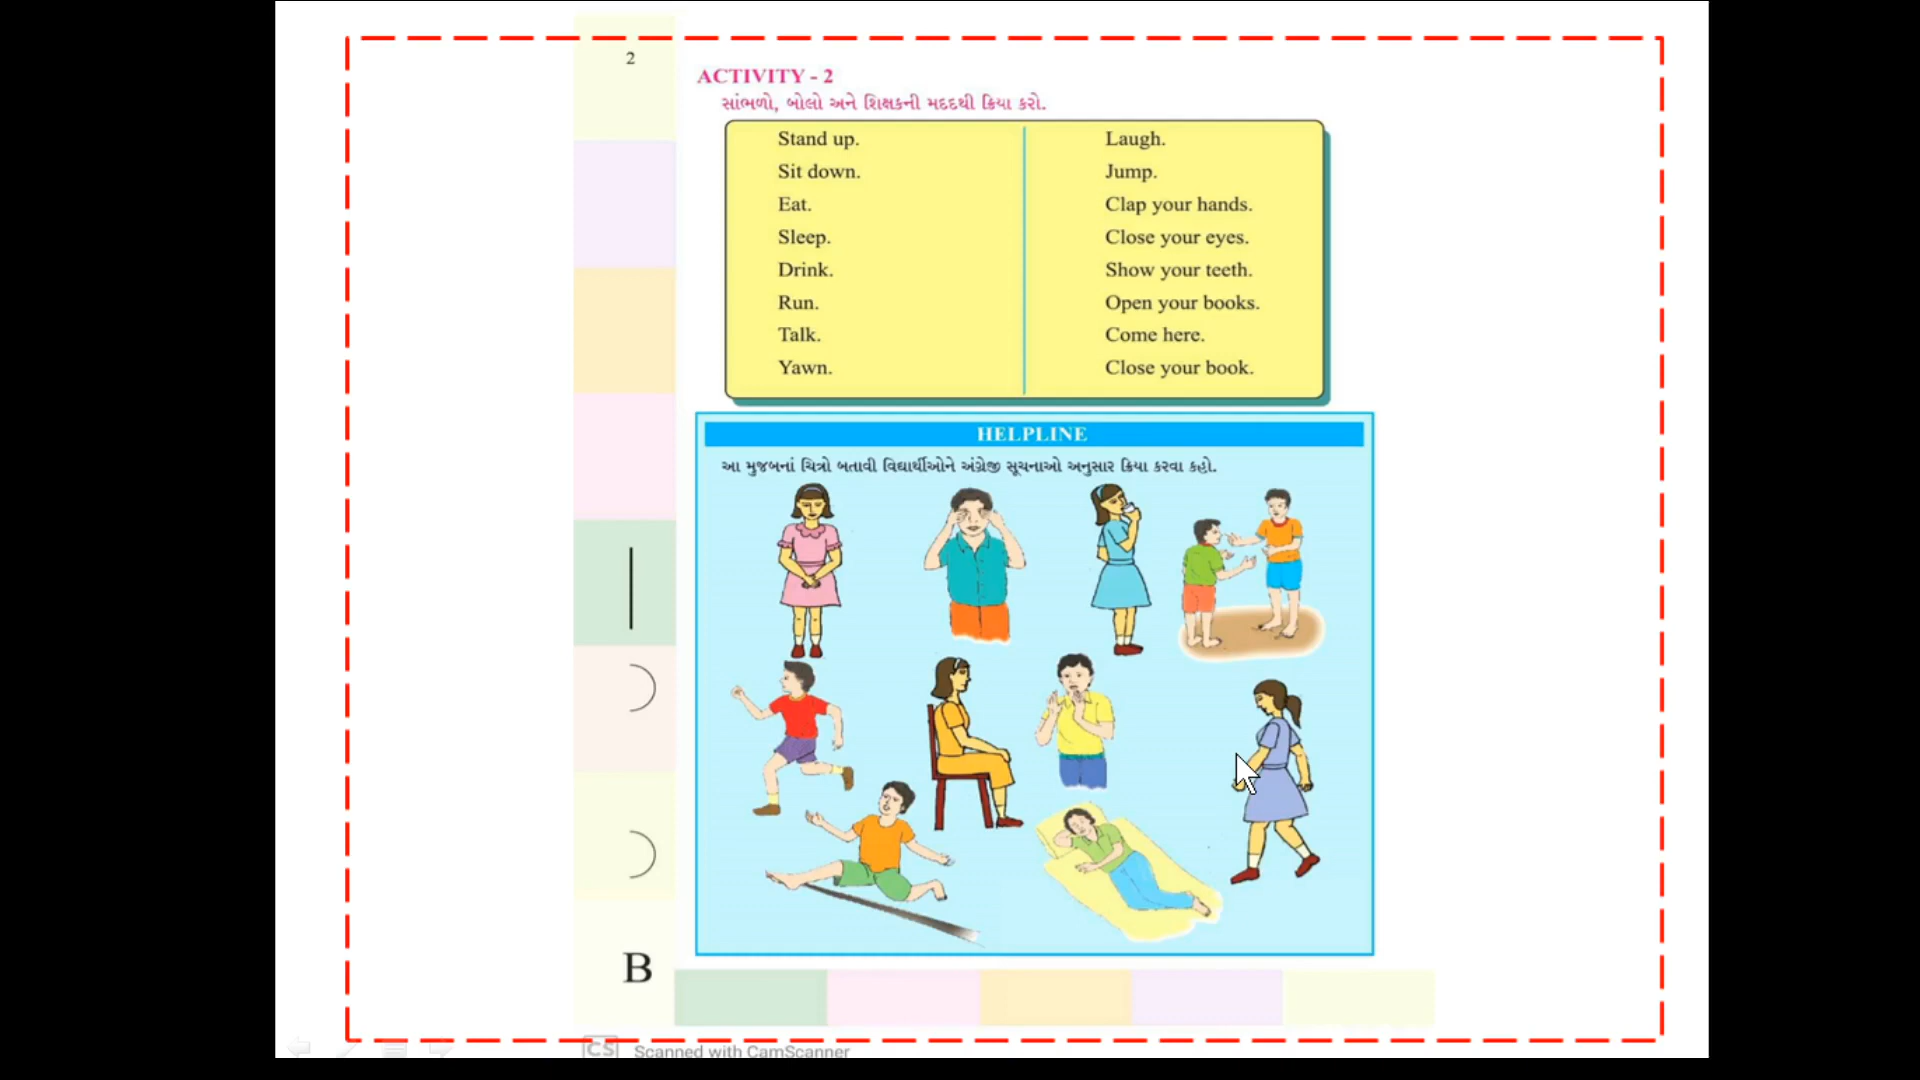 2
ACTIVITY - 2
સાંભળો, બોલો અને શિક્ષકની મદદથી ક્રિયા કરો.
Stand up.
Sit down.
Eat.
Sleep.
Drink.
Run.
Talk.
Yawn.
Laugh.
Jump.
Clap your hands.
Close your eyes.
Show your teeth.
Open your books.
Come here.
Close your book.
HELPLINE
આ મુજબનાં ચિત્રો બતાવી વિદ્યાર્થીઓને અંગ્રેજી સૂચનાઓ અનુસાર ક્રિયા કરવા કહો.
B
CS Scanned with CamScanner